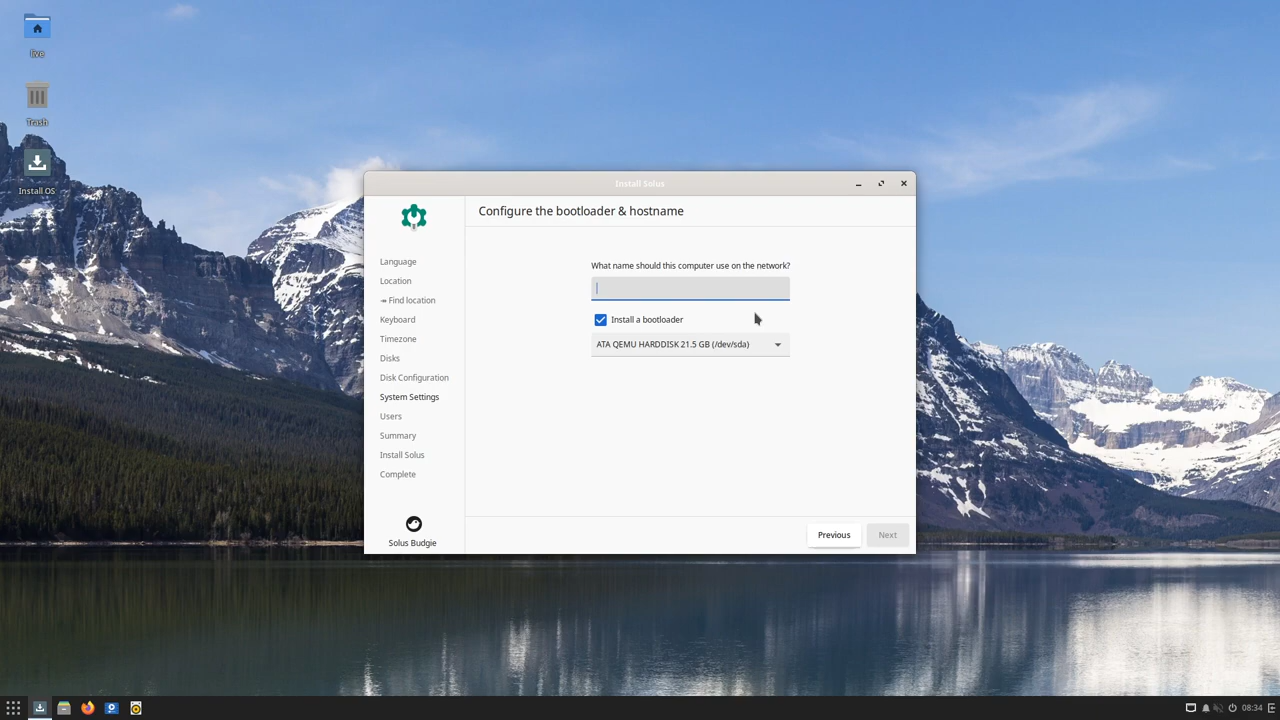 live
Trash
Install OS
Install Solus
Configure the bootloader & hostname
Language
Location
↠ Find location
Keyboard
Timezone
Disks
Disk Configuration
System Settings
Users
Summary
Install Solus
Complete
Solus Budgie
What name should this computer use on the network?
Install a bootloader
ATA QEMU HARDDISK 21.5 GB (/dev/sda)
Previous
Next
08:34